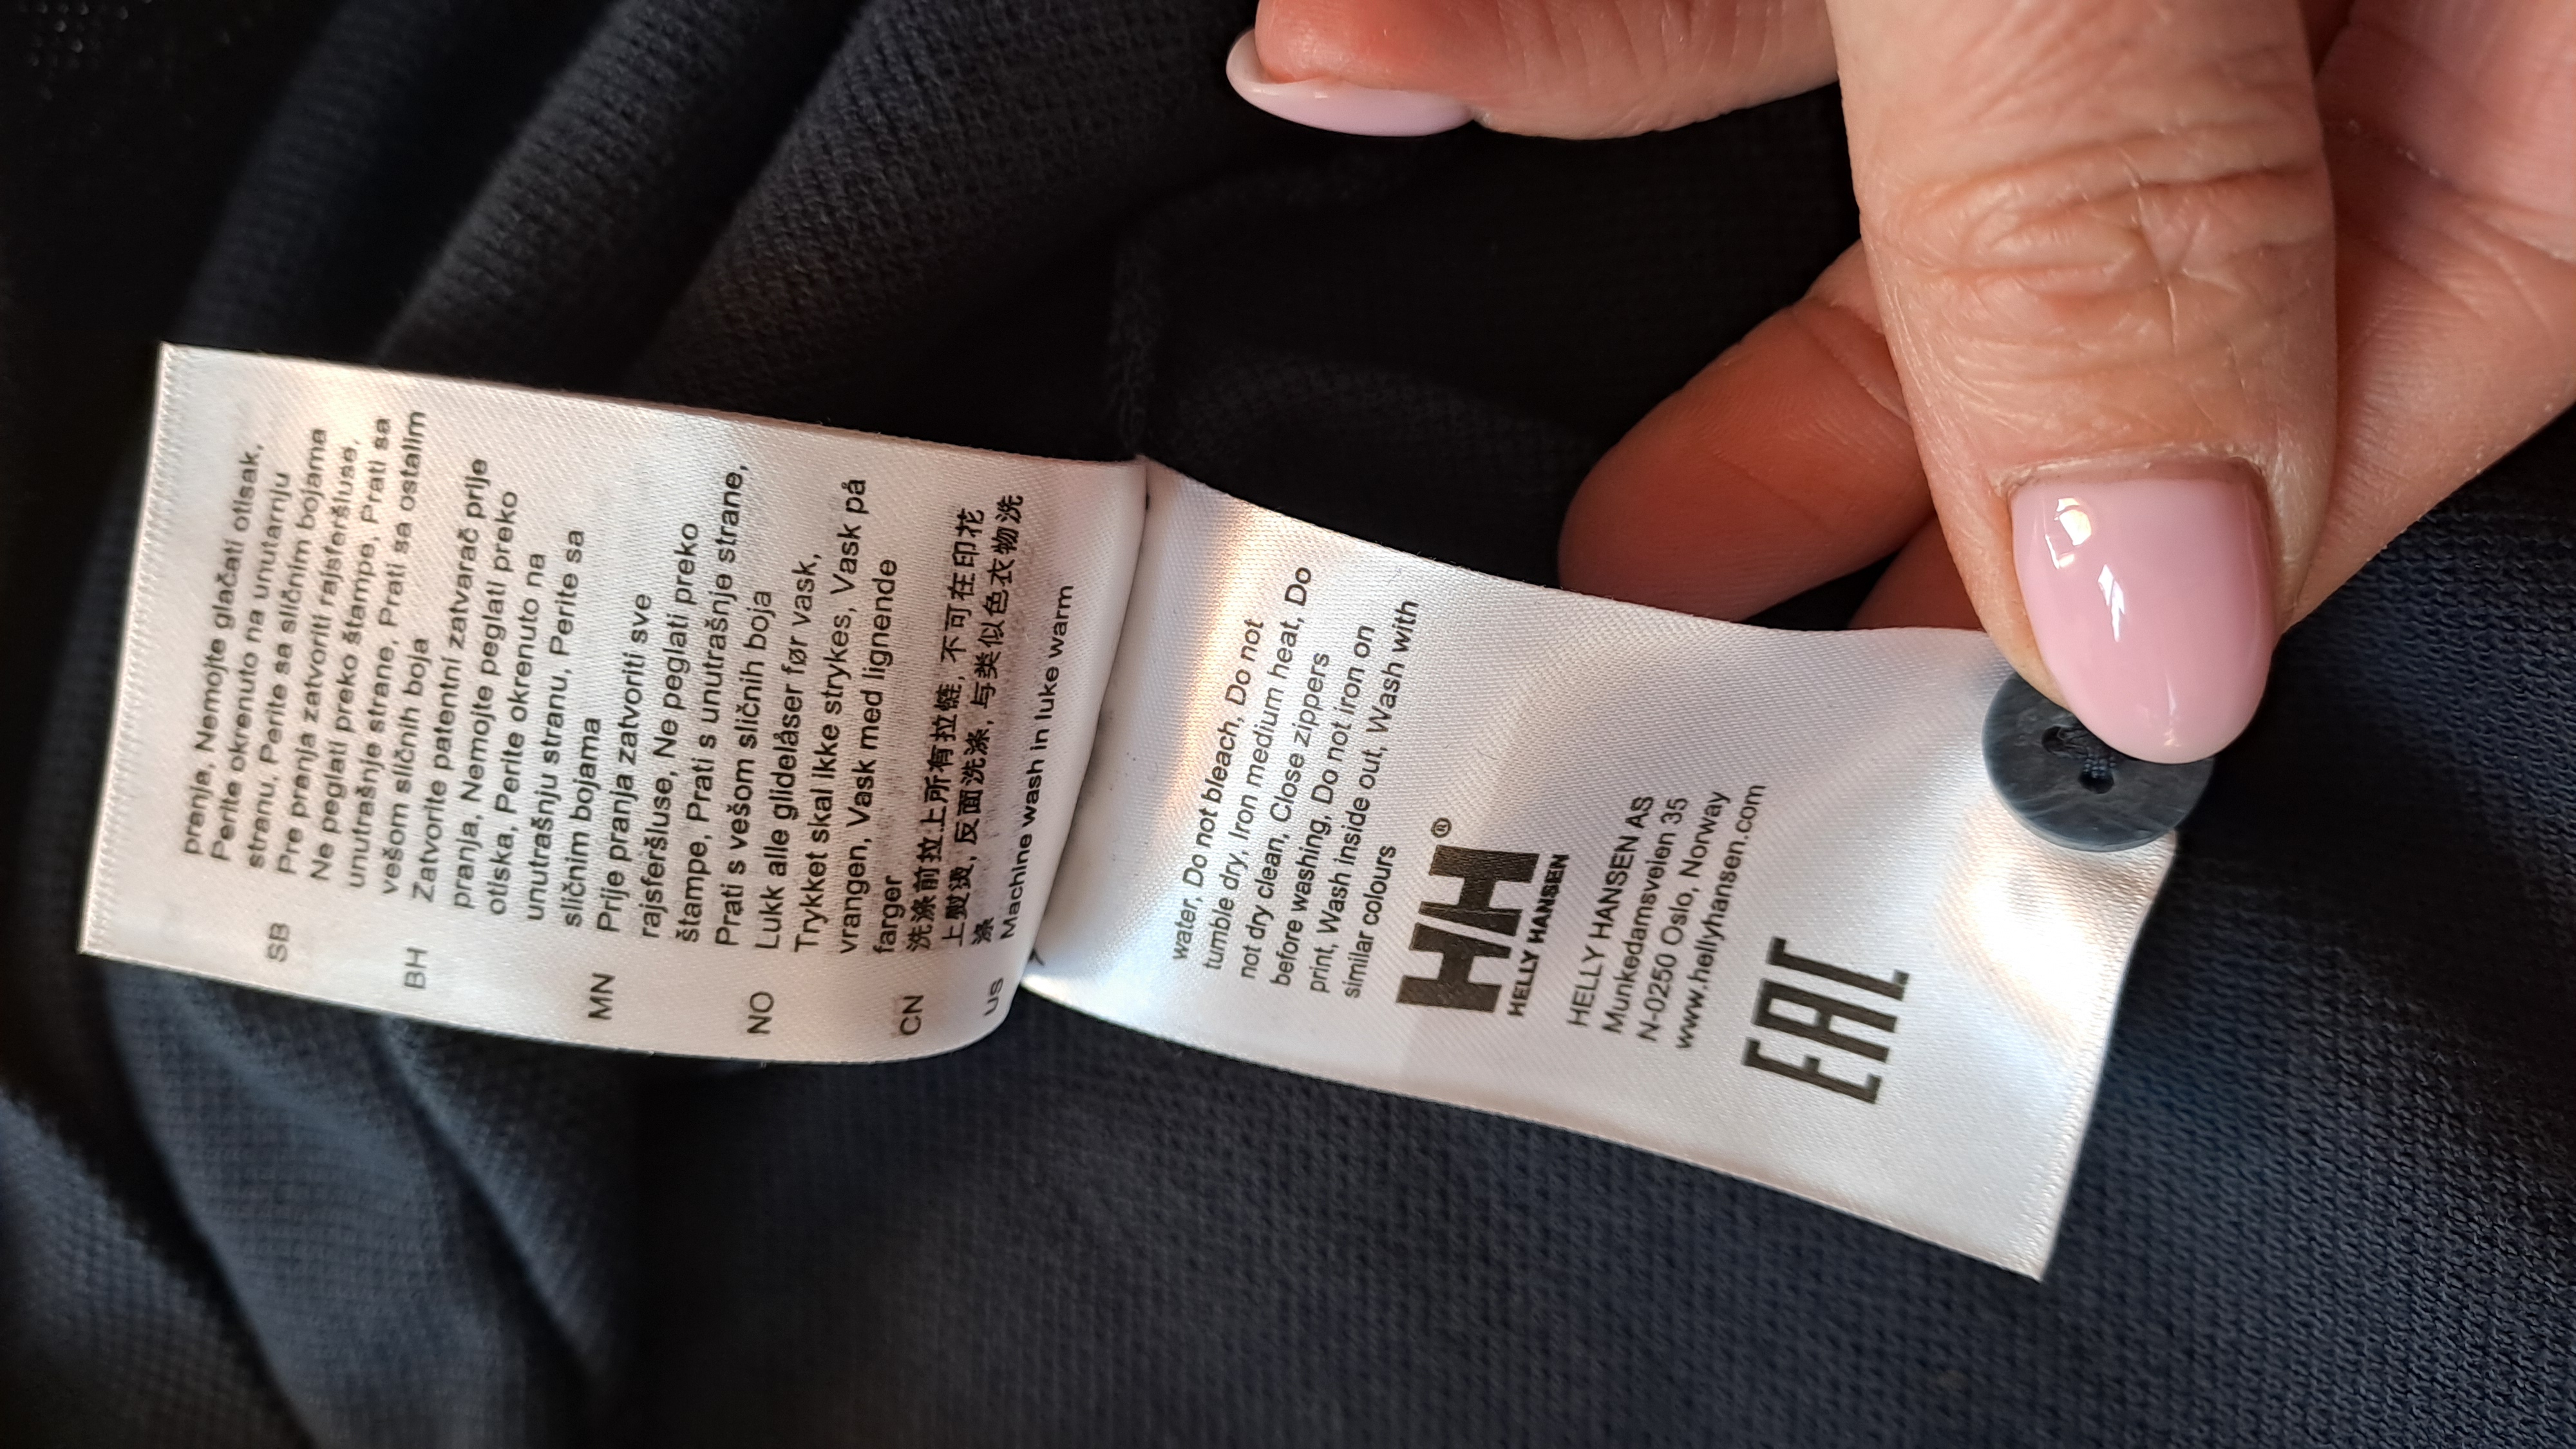 pranja, Nemojte glačati otisak,
Perite okrenuto na unutarnju
stranu, Perite sa sličnim bojama
SB Pre pranja zatvoriti rajsferšluse,
Ne peglati preko štampe, Prati sa
unutrašnje strane, Prati sa ostalim
vešom sličnh boja
BH Zatvorite patentni zatvarač prije
pranja, Nemojte peglati preko
otiska, Perite okrenuto na
unutrašnju stranu, Perite sa
sličnim bojama
MN Prije pranja zatvoriti sve
rajsferšluse, Ne peglati preko
štampe, Prati s unutrašnje strane,
Prati s vešom sličnih boja
NO Lukk alle glidelåser før vask,
Trykket skal ikke strykes, Vask på
vrangen, Vask med lignende
farger
CN 洗涤前拉上所有拉链, 不可在印花
上熨烫, 反面洗涤, 与类似色衣物洗
涤
US Machine wash in luke warm
water, Do not bleach, Do not
tumble dry, Iron medium heat, Do
not dry clean, Close zippers
before washing, Do not iron on
print, Wash inside out, Wash with
similar colours
HH®
HELLY HANSEN
HELLY HANSEN AS
Munkedamsveien 35
N-0250 Oslo, Norway
www.hellyhansen.com
EAC